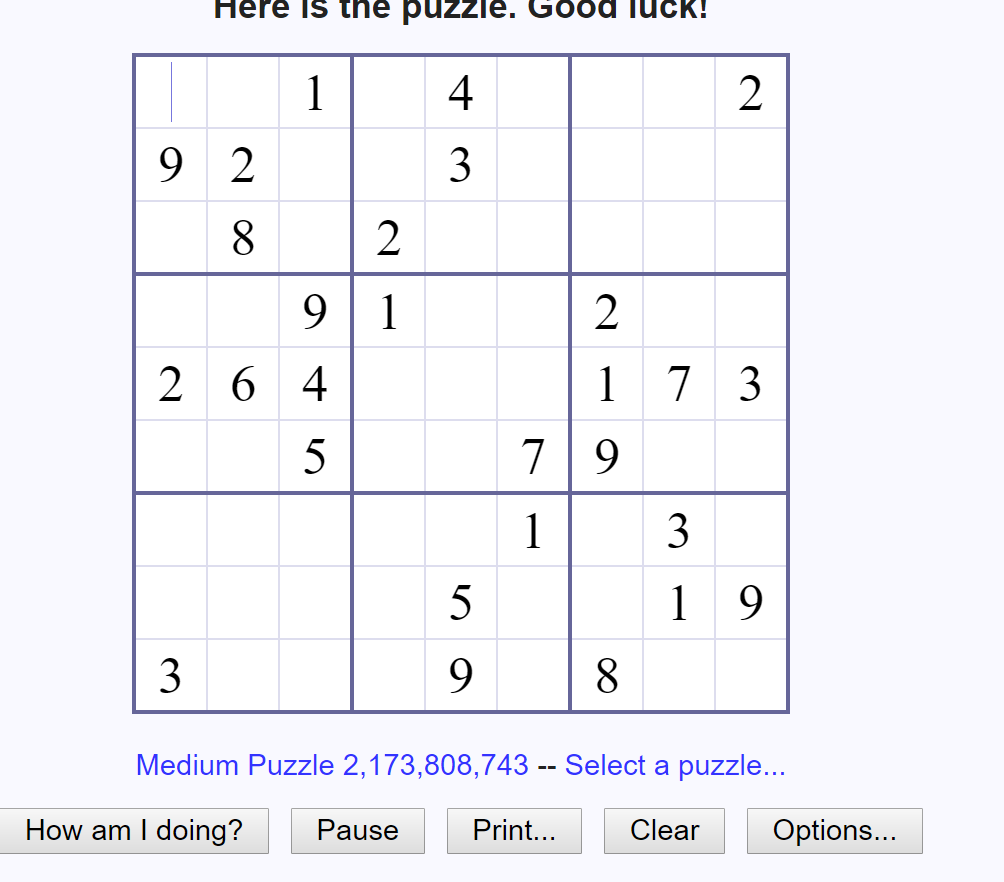 Here is the puzzle. Good luck!
1 4 2
9 2 3
8 2
9 1 2
2 6 4 1 7 3
5 7 9
1 3
5 1 9
3 9 8
Medium Puzzle 2,173,808,743 -- Select a puzzle...
How am I doing? Pause Print... Clear Options...